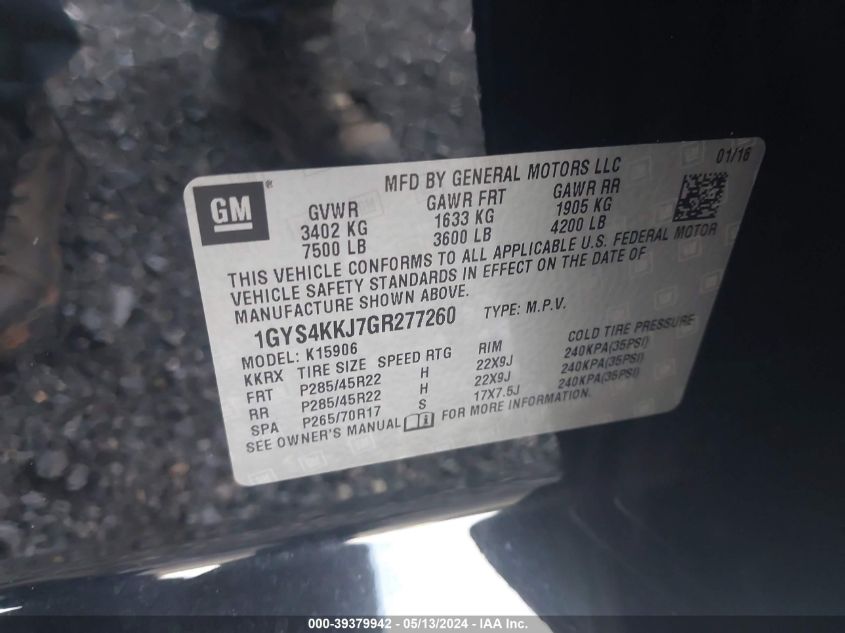 GM®
MFD BY GENERAL MOTORS LLC
01/16
GVWR GAWR FRT GAWR RR
3402 KG 1633 KG 1905 KG
7500 LB 3600 LB 4200 LB
THIS VEHICLE CONFORMS TO ALL APPLICABLE U.S. FEDERAL MOTOR
VEHICLE SAFETY STANDARDS IN EFFECT ON THE DATE OF
MANUFACTURE SHOWN ABOVE.
1GYS4KKJ7GR277260 TYPE: M.P.V.
MODEL: K15906
KKRX TIRE SIZE SPEED RTG RIM COLD TIRE PRESSURE
FRT P285/45R22 H 22X9J 240KPA(35PSI)
RR P285/45R22 H 22X9J 240KPA(35PSI)
SPA P265/70R17 S 17X7.5J 240KPA(35PSI)
SEE OWNER'S MANUAL FOR MORE INFORMATION.
000-39379942 - 05/13/2024 - IAA Inc.